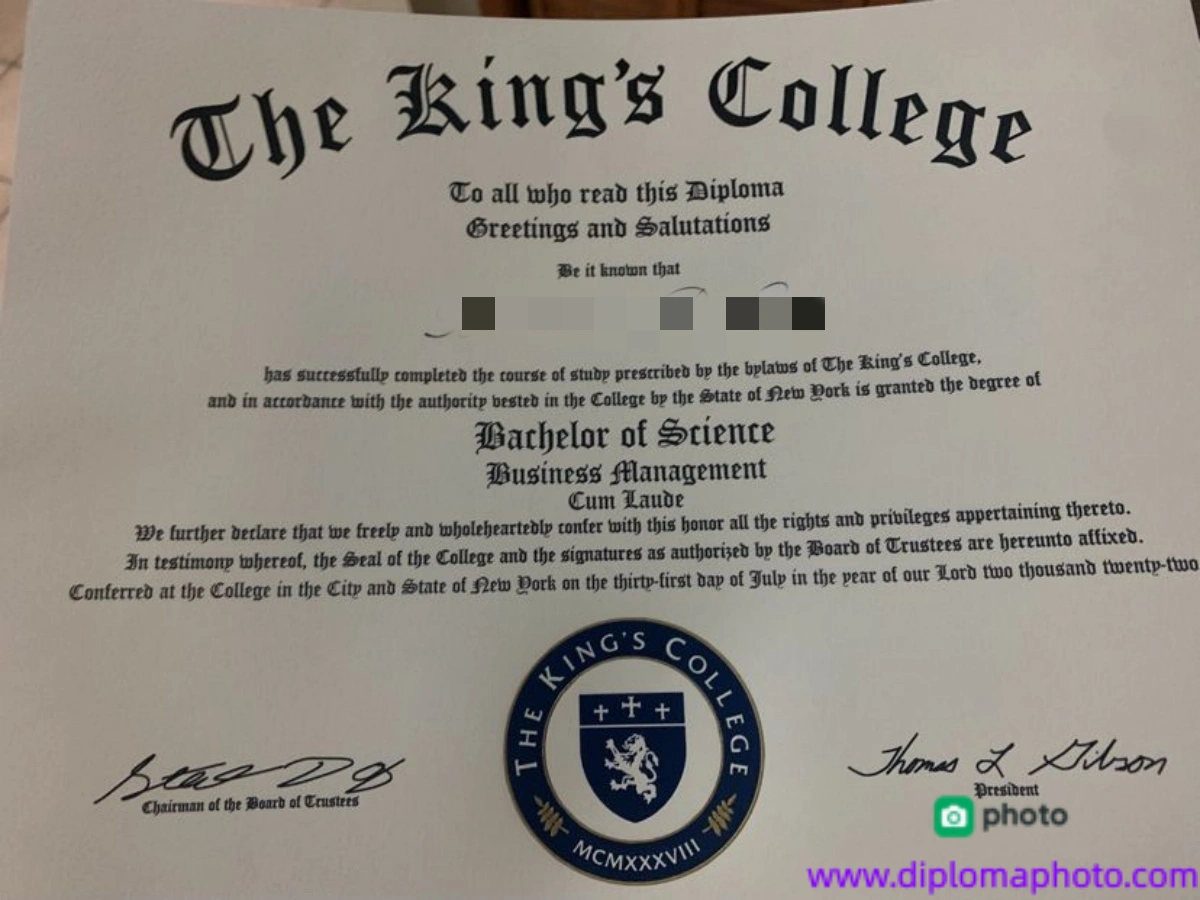 The King's College
To all who read this Diploma
Greetings and Salutations
Be it known that
has successfully completed the course of study prescribed by the bylaws of The King's College,
and in accordance with the authority vested in the College by the State of New York is granted the degree of
Bachelor of Science
Business Management
Cum Laude
We further declare that we freely and wholeheartedly confer with this honor all the rights and privileges appertaining thereto.
In testimony whereof, the Seal of the College and the signatures as authorized by the Board of Trustees are hereunto affixed.
Conferred at the College in the City and State of New York on the thirty-first day of July in the year of our Lord two thousand twenty-two
THE KING'S COLLEGE
MCMXXXVIII
Chairman of the Board of Trustees
Thomas L Gibson
President
photo
www.diplomaphoto.com